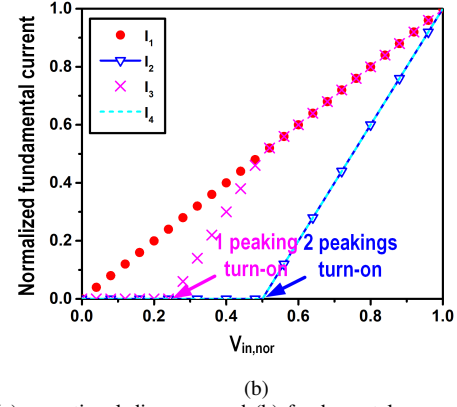 (b)
1.0
0.8
0.6
0.4
0.2
0.0
Normalized fundamental current
I1
I2
I3
I4
1 peaking
turn-on
2 peakings
turn-on
0.0 0.2 0.4 0.6 0.8 1.0
Vin,nor
(b)